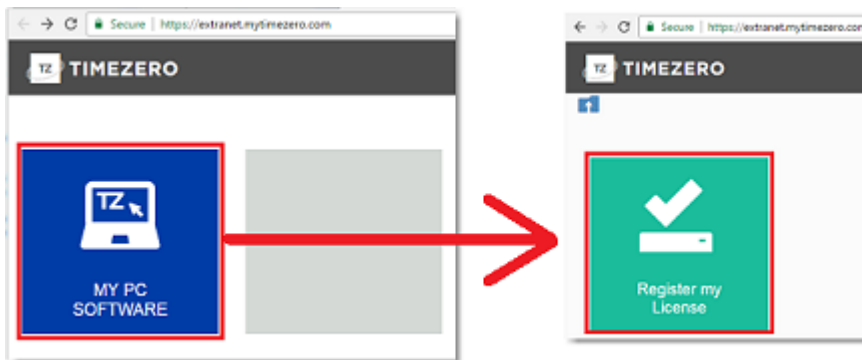 Secure | https://extranet.mytimezero.com
TZ TIMEZERO
TZ
MY PC
SOFTWARE
Secure | https://extranet.mytimezero.com
TZ TIMEZERO
Register my
License